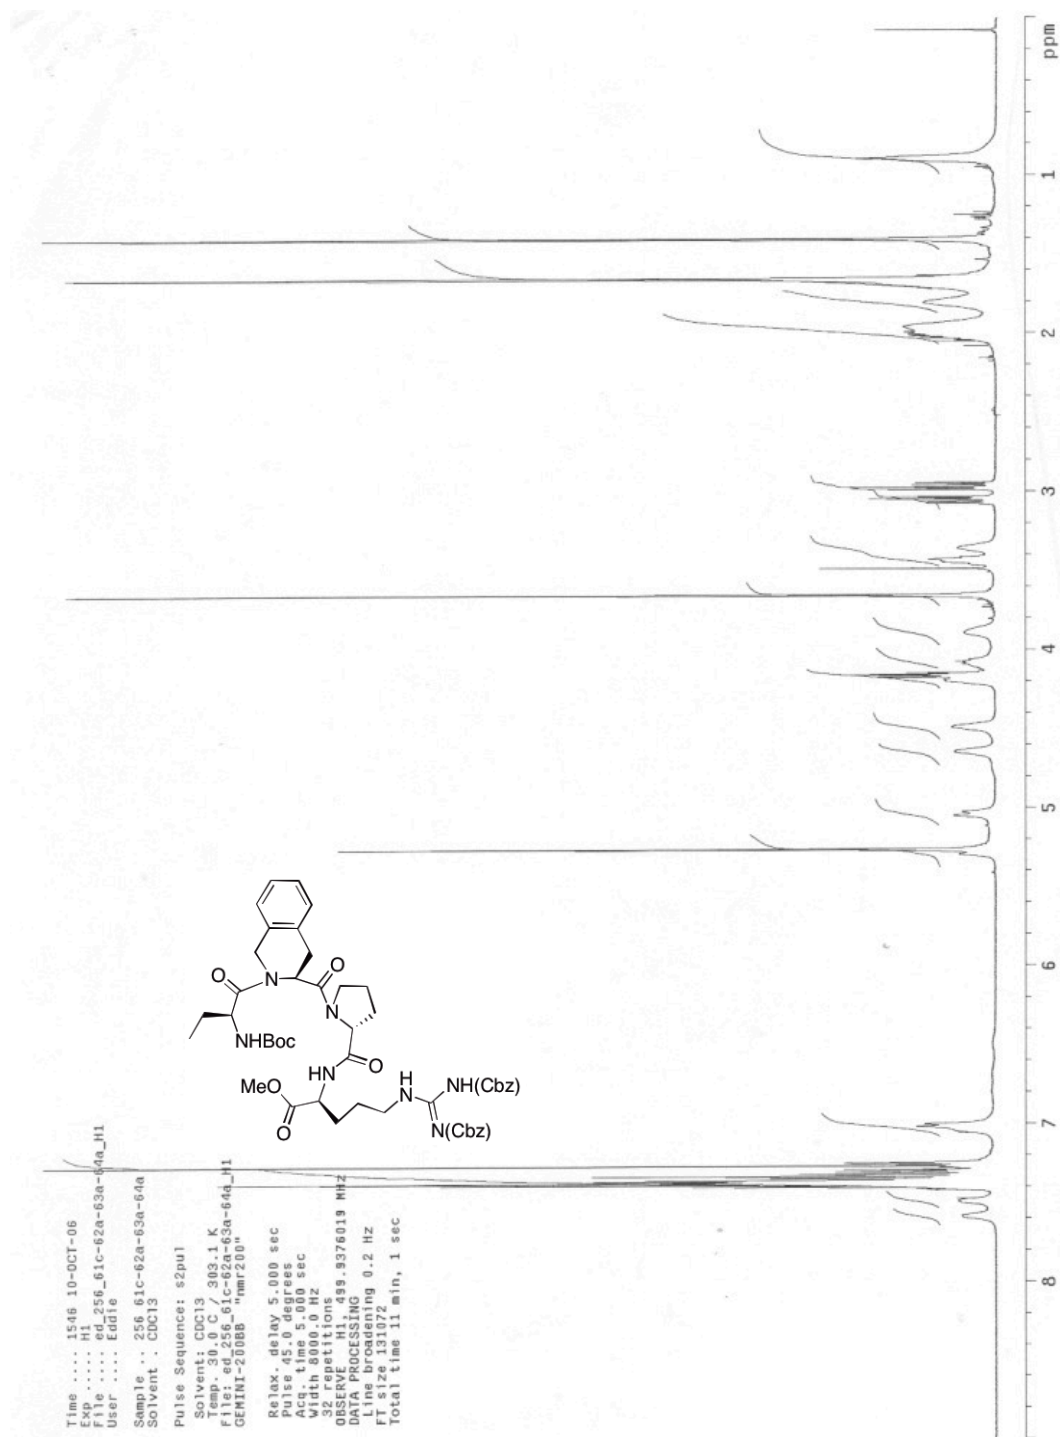 Time .... 1546 10-OCT-06
Exp ..... H1
File .... ed_256_61c-62a-63a-64a_H1
User .... Eddie
Sample .. 256 61c-62a-63a-64a
Solvent . CDCl3
Pulse Sequence: s2pul
Solvent: CDCl3
Temp. 30.0 C / 303.1 K
File: ed_256_61c-62a-63a-64a_H1
GEMINI-200BB "nmr200"
Relax. delay 5.000 sec
Pulse 45.0 degrees
Acq. time 5.000 sec
Width 8000.0 Hz
32 repetitions
OBSERVE H1, 499.9376019 MHz
DATA PROCESSING
Line broadening 0.2 Hz
FT size 131072
Total time 11 min, 1 sec
O
N
O
N
NHBoc
O
HN
MeO
O
H
N
NH(Cbz)
N(Cbz)
8
7
6
5
4
3
2
1
ppm